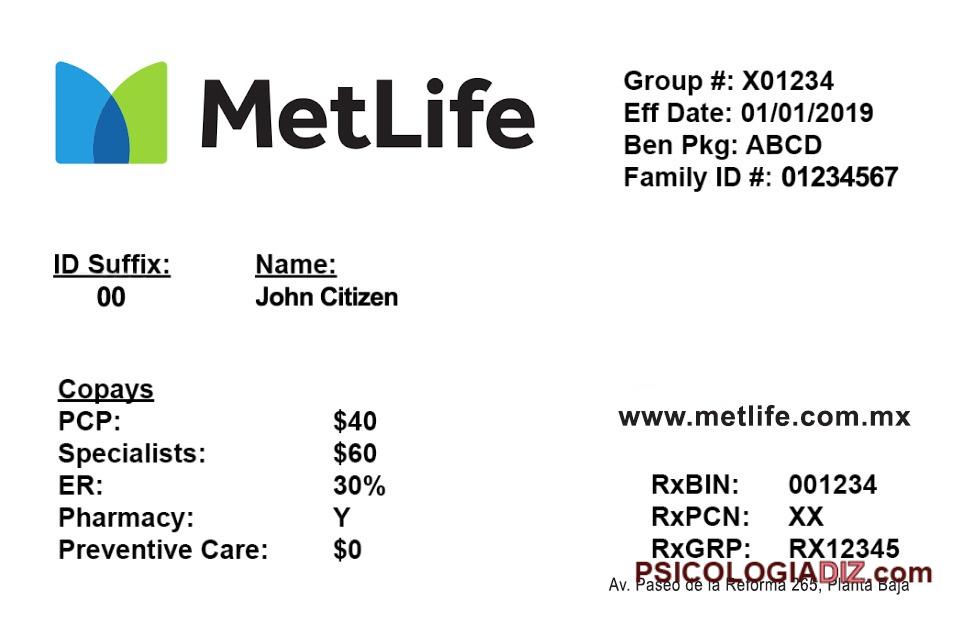 MetLife
Group #: X01234
Eff Date: 01/01/2019
Ben Pkg: ABCD
Family ID #: 01234567
ID Suffix: Name:
00 John Citizen
Copays
PCP: $40
Specialists: $60
ER: 30%
Pharmacy: Y
Preventive Care: $0
www.metlife.com.mx
RxBIN: 001234
RxPCN: XX
RxGRP: RX12345
PSICOLOGIADIZ.com
Av. Paseo de la Reforma 265, Planta Baja